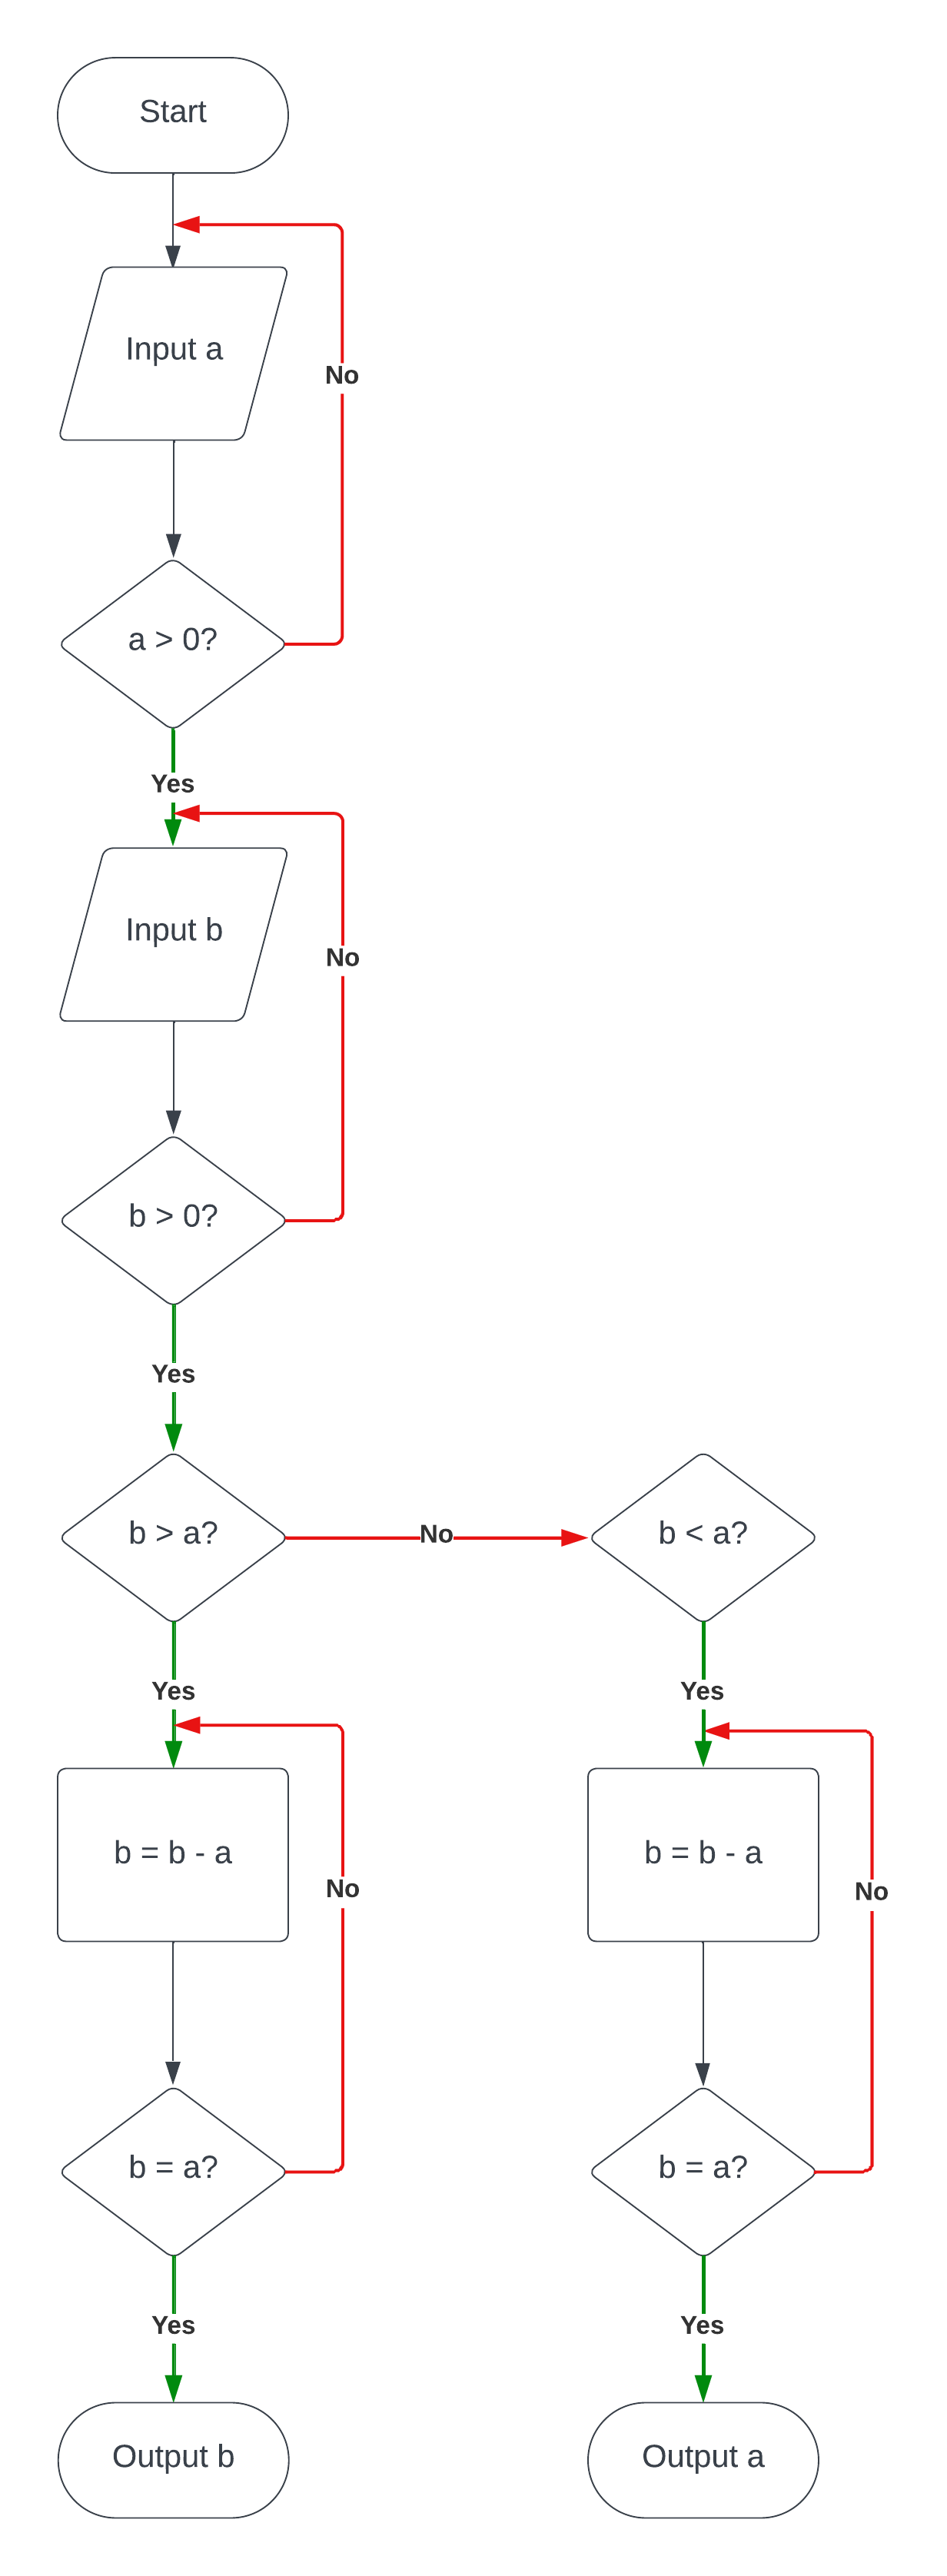 Start
Input a
No
a > 0?
Yes
Input b
No
b > 0?
Yes
b > a?
No
b < a?
Yes
Yes
b = b - a
b = b - a
No
No
b = a?
b = a?
Yes
Yes
Output b
Output a